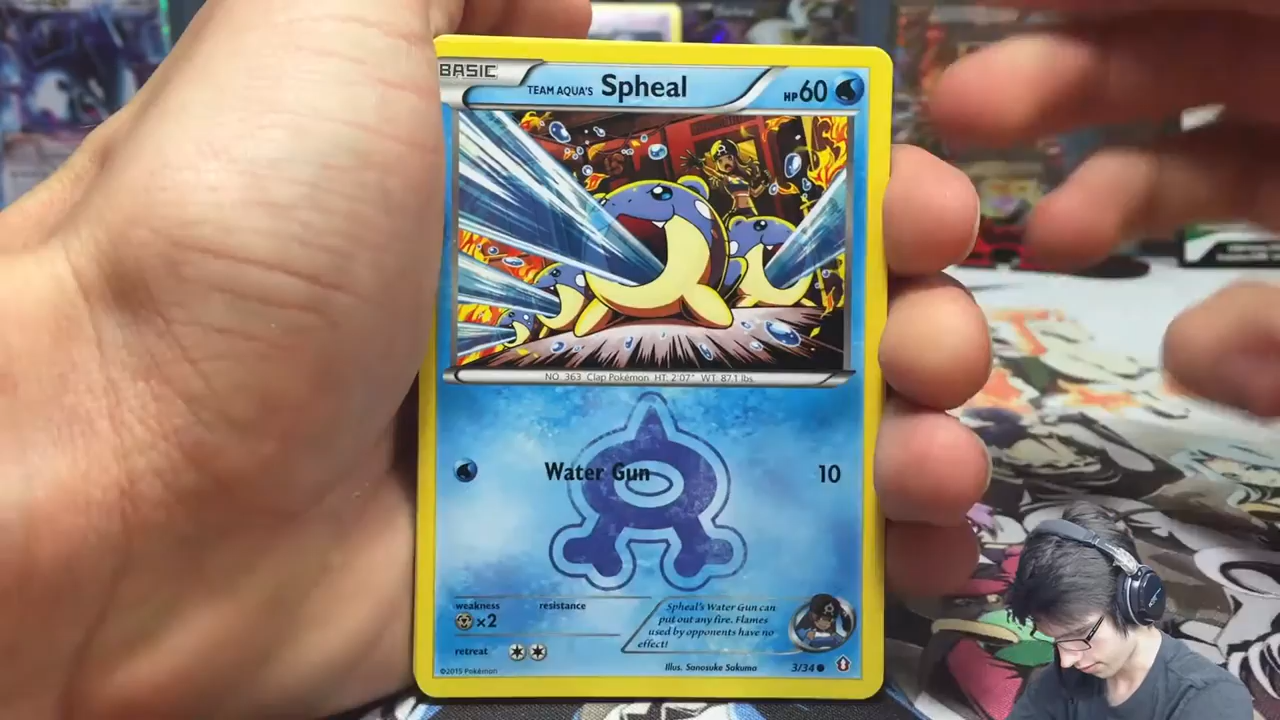 BASIC
TEAM AQUA'S Spheal HP60
NO. 363 Clap Pokémon HT: 2'07" WT: 87.1 lbs.
Water Gun 10
weakness resistance
×2
retreat
Spheal's Water Gun can
put out any fire. Flames
used by opponents have no
effect!
Illus. Sanosuke Sakuma 3/34
©2015 Pokémon